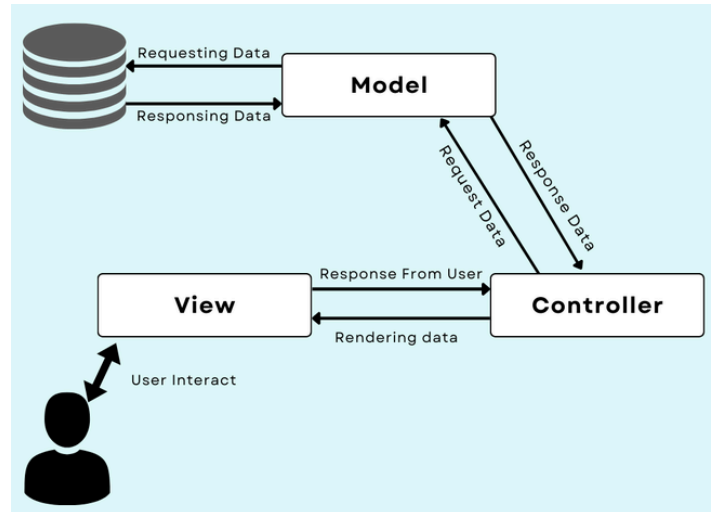 Requesting Data
Model
Responsing Data
Request Data
Response Data
Response From User
View
Controller
Rendering data
User Interact